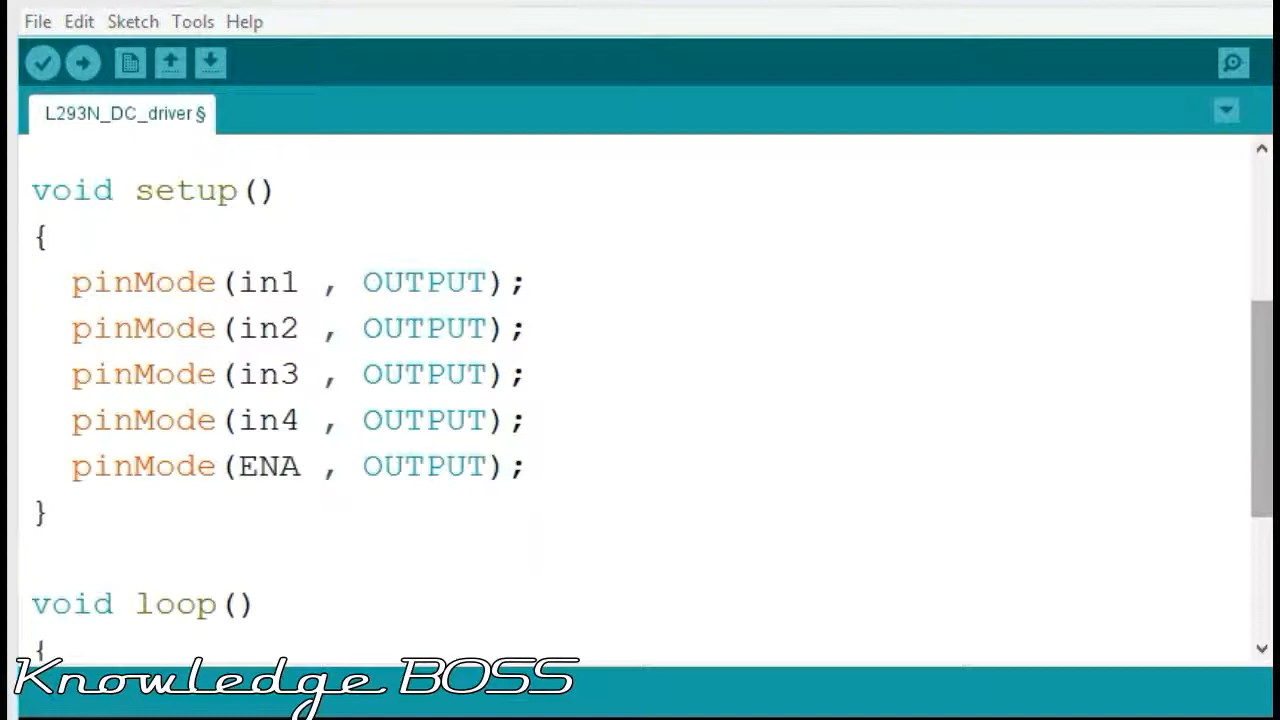 File Edit Sketch Tools Help
L293N_DC_driver §
void setup()
{
pinMode(in1 , OUTPUT);
pinMode(in2 , OUTPUT);
pinMode(in3 , OUTPUT);
pinMode(in4 , OUTPUT);
pinMode(ENA , OUTPUT);
}
void loop()
{
Knowledge BOSS